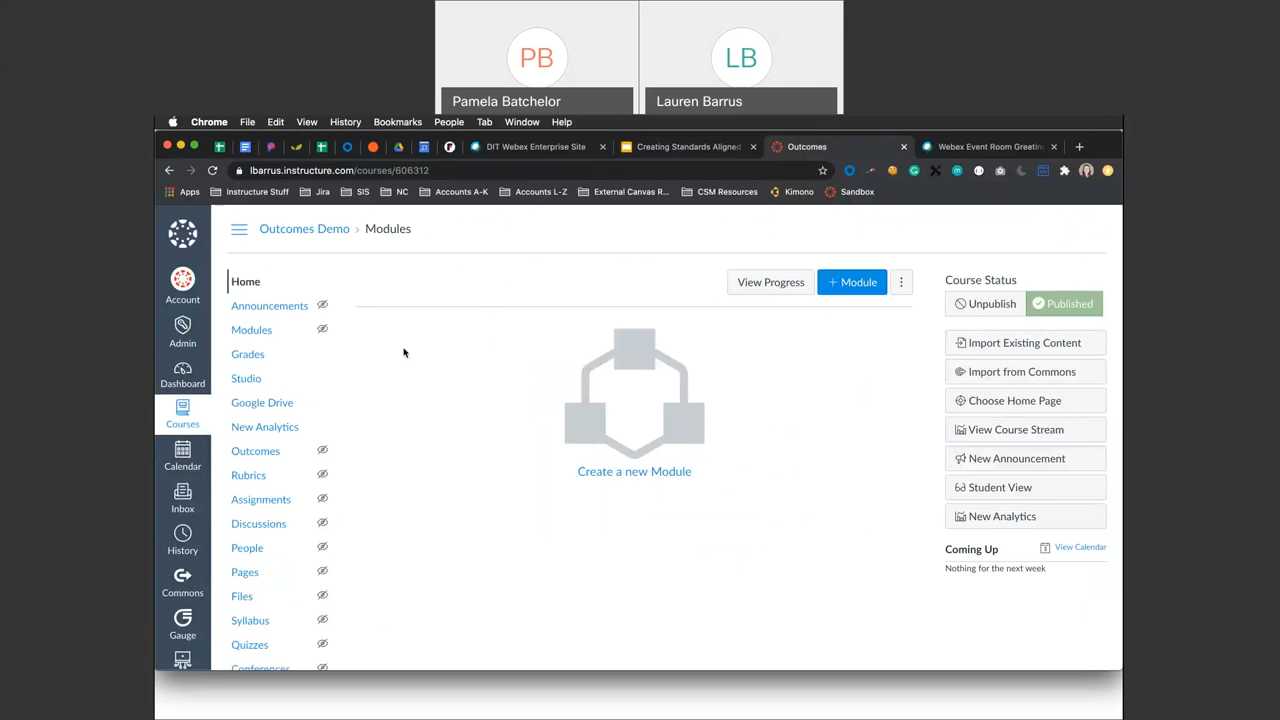 PB
LB
Pamela Batchelor
Lauren Barrus
Chrome File Edit View History Bookmarks People Tab Window Help
DIT Webex Enterprise Site
Creating Standards Aligned
Outcomes
Webex Event Room Greeting
lbarrus.instructure.com/courses/606312
Apps Instructure Stuff Jira SIS NC Accounts A-K Accounts L-Z External Canvas R... CSM Resources Kimono Sandbox
Outcomes Demo › Modules
Account
Admin
Dashboard
Courses
Calendar
Inbox
History
Commons
Gauge
Home
Announcements
Modules
Grades
Studio
Google Drive
New Analytics
Outcomes
Rubrics
Assignments
Discussions
People
Pages
Files
Syllabus
Quizzes
Conferences
View Progress
+ Module
Create a new Module
Course Status
Unpublish
Published
Import Existing Content
Import from Commons
Choose Home Page
View Course Stream
New Announcement
Student View
New Analytics
Coming Up
View Calendar
Nothing for the next week